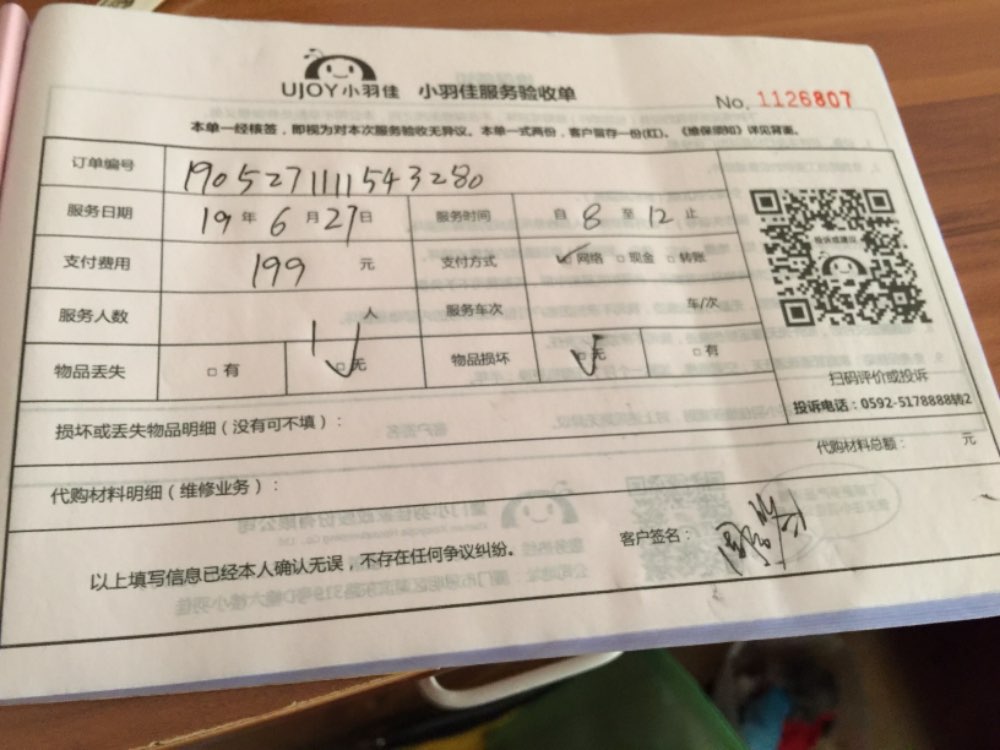 UJOY小羽佳 小羽佳服务验收单
No. 1126807
本单一经核签，即视为对本次服务验收无异议。本单一式两份，客户留存一份(红)。《维保须知》详见背面。
订单编号 190527111543280
服务日期 19 年 6 月 27 日 服务时间 自 8 至 12 止
支付费用 199 元 支付方式 ☑ 网络 □ 现金 □ 转账
服务人数 人 服务车次 车/次
物品丢失 □ 有 ☑ 无 物品损坏 ☑ 无 □ 有
投诉或建议
扫码评价或投诉
投诉电话：0592-5178888转2
损坏或丢失物品明细（没有可不填）：
代购材料明细（维修业务）： 代购材料总额： 元
以上填写信息已经本人确认无误，不存在任何争议纠纷。 客户签名：